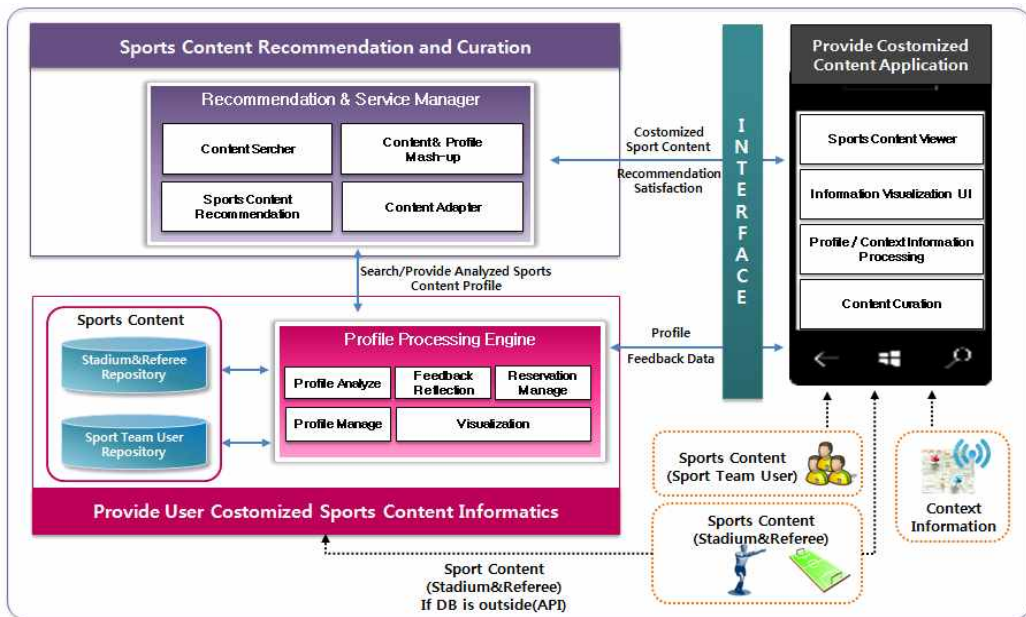 Sports Content Recommendation and Curation
Recommendation & Service Manager
Content Sercher
Content & Profile
Mash-up
Sports Content
Recommendation
Content Adapter
Costomized
Sport Content
Recommendation
Satisfaction
INTERFACE
Provide Costomized
Content Application
Sports Content Viewer
Information Visualization UI
Profile / Context Information
Processing
Content Curation
Search/Provide Analyzed Sports
Content Profile
Sports Content
Stadium&Referee
Repository
Sport Team User
Repository
Profile Processing Engine
Profile Analyze
Feedback
Reflection
Reservation
Manage
Profile Manage
Visualization
Profile
Feedback Data
Provide User Costomized Sports Content Informatics
Sports Content
(Sport Team User)
Context
Information
Sports Content
(Stadium&Referee)
Sport Content
(Stadium&Referee)
If DB is outside(API)